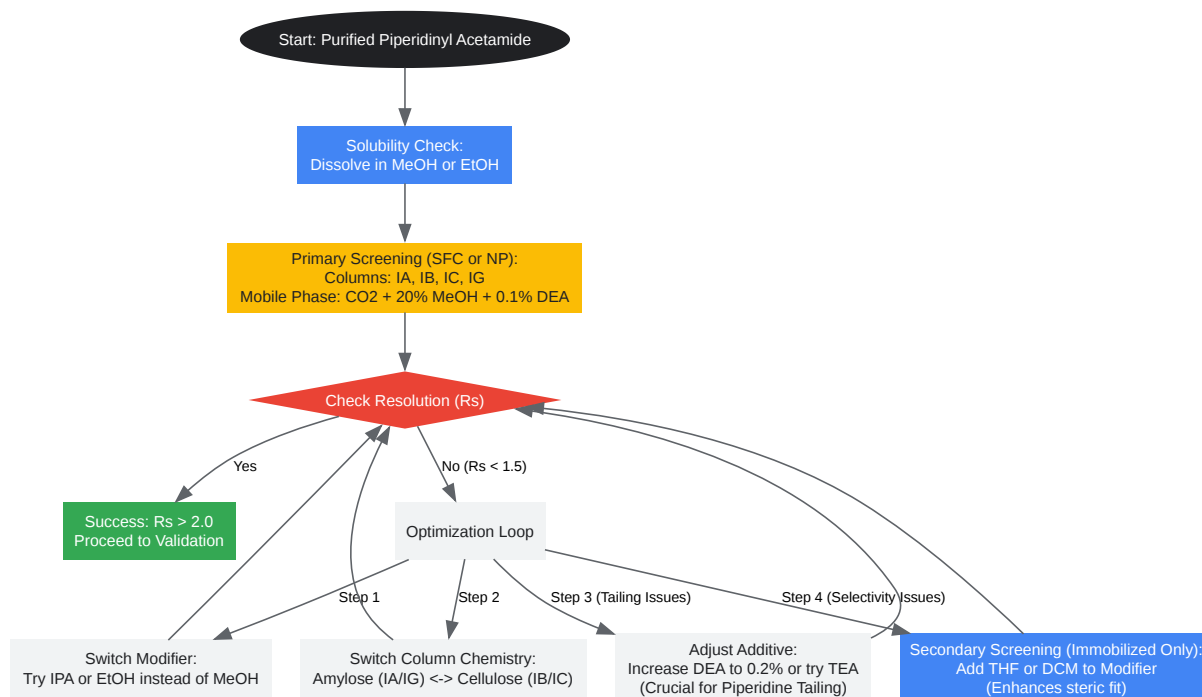 Start: Purified Piperidinyl Acetamide
Solubility Check:
Dissolve in MeOH or EtOH
Primary Screening (SFC or NP):
Columns: IA, IB, IC, IG
Mobile Phase: CO2 + 20% MeOH + 0.1% DEA
Check Resolution (Rs)
Yes
No (Rs < 1.5)
Success: Rs > 2.0
Proceed to Validation
Optimization Loop
Step 1
Step 2
Step 3 (Tailing Issues)
Step 4 (Selectivity Issues)
Switch Modifier:
Try IPA or EtOH instead of MeOH
Switch Column Chemistry:
Amylose (IA/IG) <-> Cellulose (IB/IC)
Adjust Additive:
Increase DEA to 0.2% or try TEA
(Crucial for Piperidine Tailing)
Secondary Screening (Immobilized Only):
Add THF or DCM to Modifier
(Enhances steric fit)